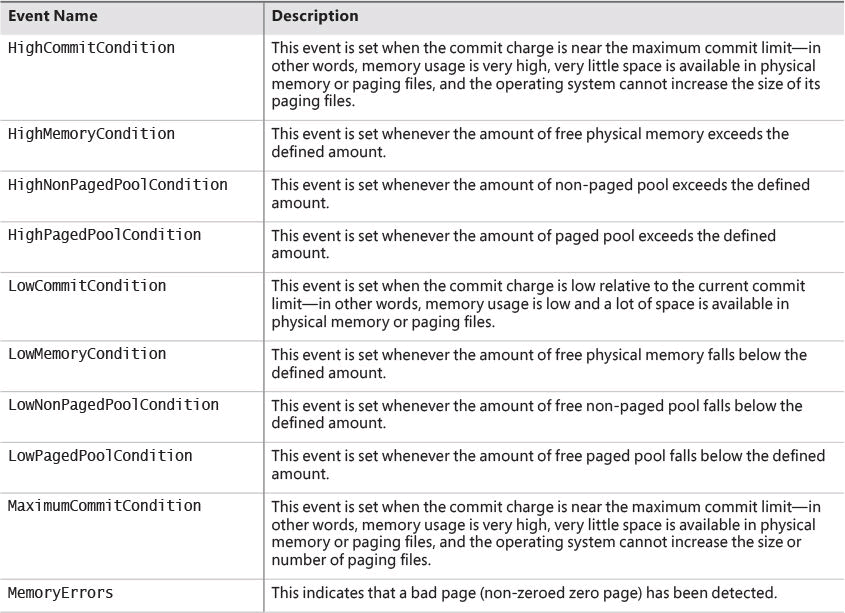 Event Name
Description
HighCommitCondition
This event is set when the commit charge is near the maximum commit limit—in
other words, memory usage is very high, very little space is available in physical
memory or paging files, and the operating system cannot increase the size of its
paging files.
HighMemoryCondition
This event is set whenever the amount of free physical memory exceeds the
defined amount.
HighNonPagedPoolCondition
This event is set whenever the amount of non-paged pool exceeds the defined
amount.
HighPagedPoolCondition
This event is set whenever the amount of paged pool exceeds the defined
amount.
LowCommitCondition
This event is set when the commit charge is low relative to the current commit
limit—in other words, memory usage is low and a lot of space is available in
physical memory or paging files.
LowMemoryCondition
This event is set whenever the amount of free physical memory falls below the
defined amount.
LowNonPagedPoolCondition
This event is set whenever the amount of free non-paged pool falls below the
defined amount.
LowPagedPoolCondition
This event is set whenever the amount of free paged pool falls below the defined
amount.
MaximumCommitCondition
This event is set when the commit charge is near the maximum commit limit—in
other words, memory usage is very high, very little space is available in physical
memory or paging files, and the operating system cannot increase the size or
number of paging files.
MemoryErrors
This indicates that a bad page (non-zeroed zero page) has been detected.